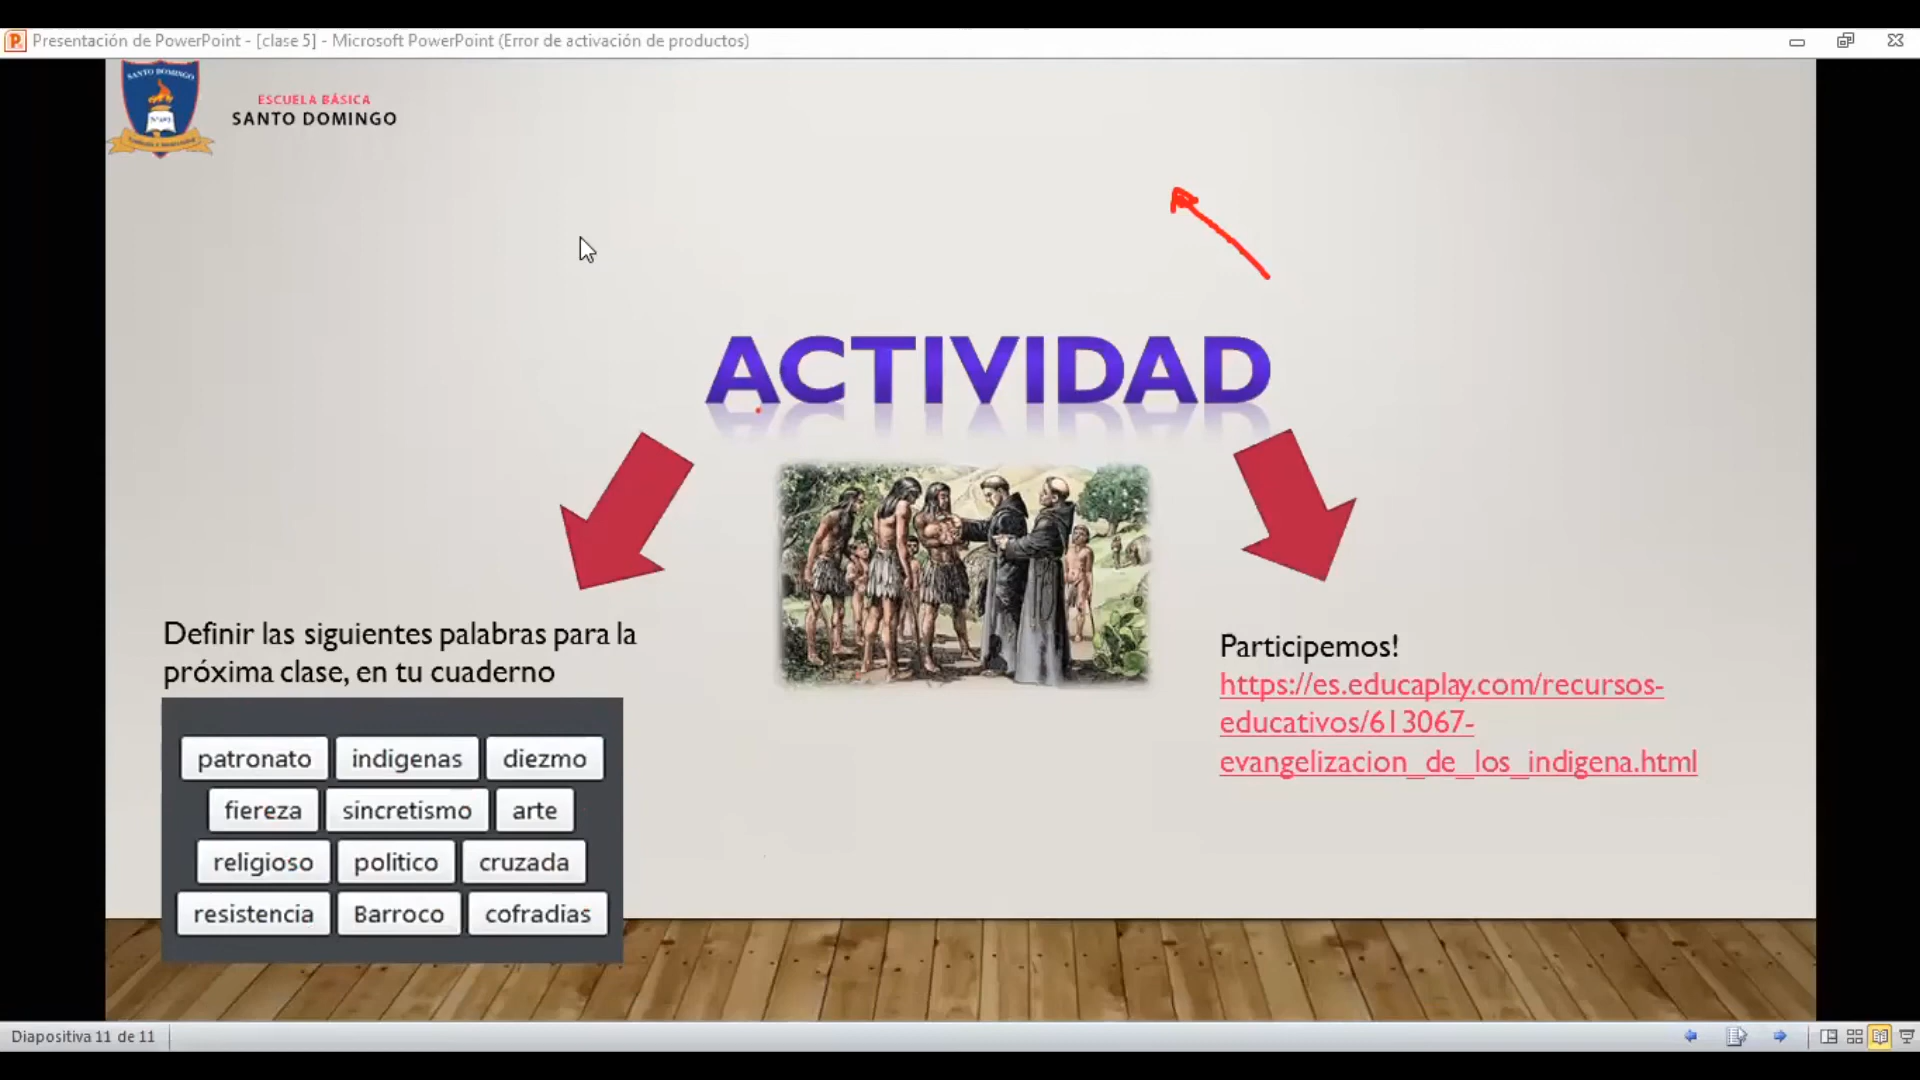 Presentación de PowerPoint - [clase 5] - Microsoft PowerPoint (Error de activación de productos)
SANTO DOMINGO
ESCUELA BÁSICA
SANTO DOMINGO
ACTIVIDAD
Definir las siguientes palabras para la
próxima clase, en tu cuaderno
patronato indigenas diezmo
fiereza sincretismo arte
religioso politico cruzada
resistencia Barroco cofradias
Participemos!
https://es.educaplay.com/recursos-
educativos/613067-
evangelizacion_de_los_indigena.html
Diapositiva 11 de 11